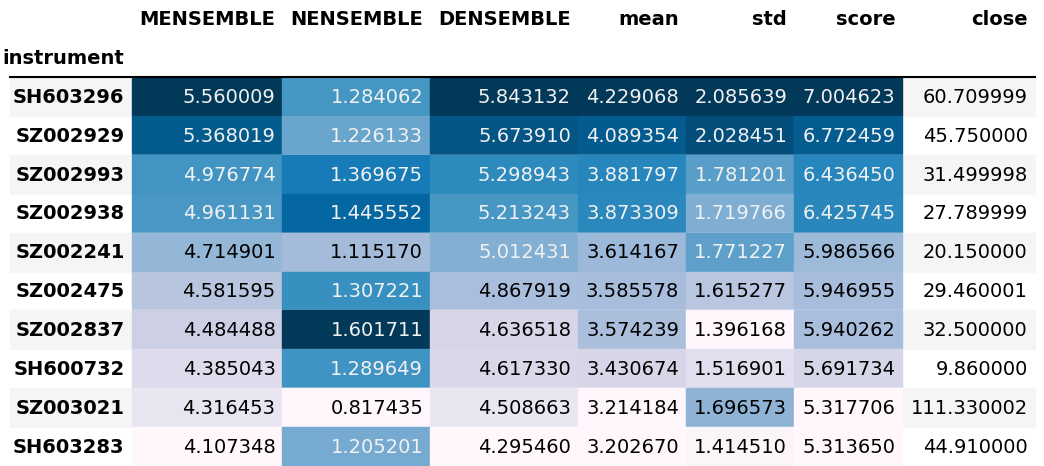 MENSEMBLE NENSEMBLE DENSEMBLE mean std score close
instrument
SH603296 5.560009 1.284062 5.843132 4.229068 2.085639 7.004623 60.709999
SZ002929 5.368019 1.226133 5.673910 4.089354 2.028451 6.772459 45.750000
SZ002993 4.976774 1.369675 5.298943 3.881797 1.781201 6.436450 31.499998
SZ002938 4.961131 1.445552 5.213243 3.873309 1.719766 6.425745 27.789999
SZ002241 4.714901 1.115170 5.012431 3.614167 1.771227 5.986566 20.150000
SZ002475 4.581595 1.307221 4.867919 3.585578 1.615277 5.946955 29.460001
SZ002837 4.484488 1.601711 4.636518 3.574239 1.396168 5.940262 32.500000
SH600732 4.385043 1.289649 4.617330 3.430674 1.516901 5.691734 9.860000
SZ003021 4.316453 0.817435 4.508663 3.214184 1.696573 5.317706 111.330002
SH603283 4.107348 1.205201 4.295460 3.202670 1.414510 5.313650 44.910000